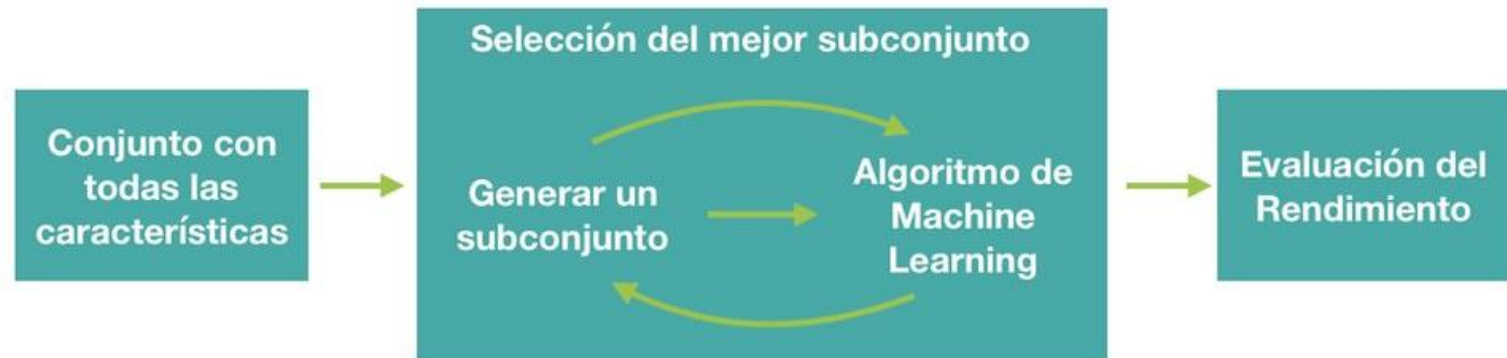 Selección del mejor subconjunto
Conjunto con
todas las
características
Generar un
subconjunto
Algoritmo de
Machine
Learning
Evaluación del
Rendimiento